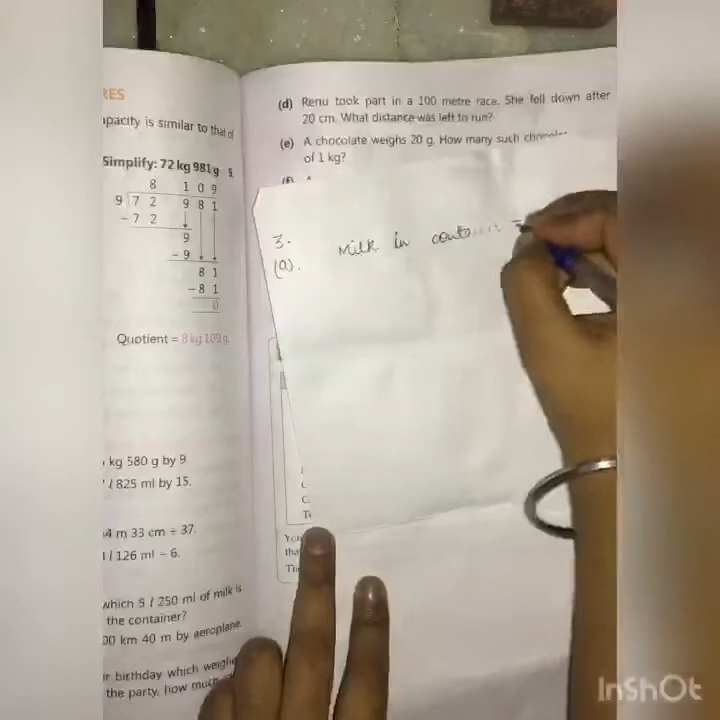 RES
apacity is similar to that of
Simplify: 72 kg 981 g 9.
8 1 0 9
9 7 2 9 8 1
- 7 2
9
- 9
8 1
- 8 1
0
Quotient = 8 kg 109 g.
kg 580 g by 9
l 825 ml by 15.
4 m 33 cm ÷ 37.
l 126 ml ÷ 6.
which 5 l 250 ml of milk is
the container?
00 km 40 m by aeroplane.
r birthday which weighe
the party, how much
(d) Renu took part in a 100 metre race. She fell down after
20 cm. What distance was left to run?
(e) A chocolate weighs 20 g. How many such
of 1 kg?
3.
(a). Milk in
You
tha
Th
InShOt